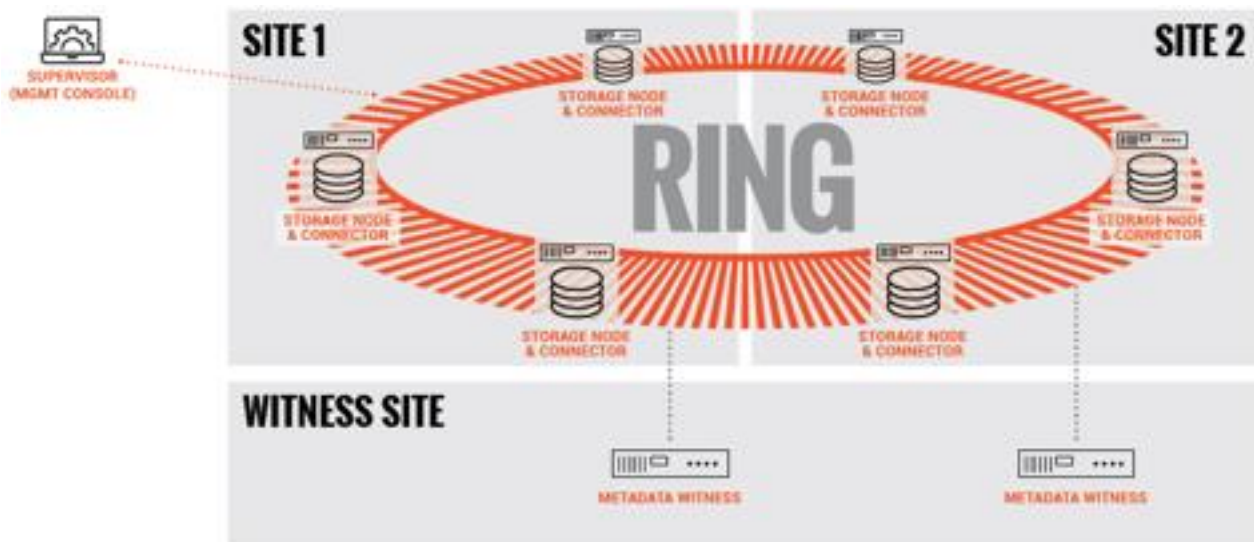 SITE 1
SITE 2
SUPERVISOR
(MGMT CONSOLE)
STORAGE NODE
& CONNECTOR
STORAGE NODE
& CONNECTOR
RING
STORAGE NODE
& CONNECTOR
STORAGE NODE
& CONNECTOR
STORAGE NODE
& CONNECTOR
STORAGE NODE
& CONNECTOR
WITNESS SITE
METADATA WITNESS
METADATA WITNESS